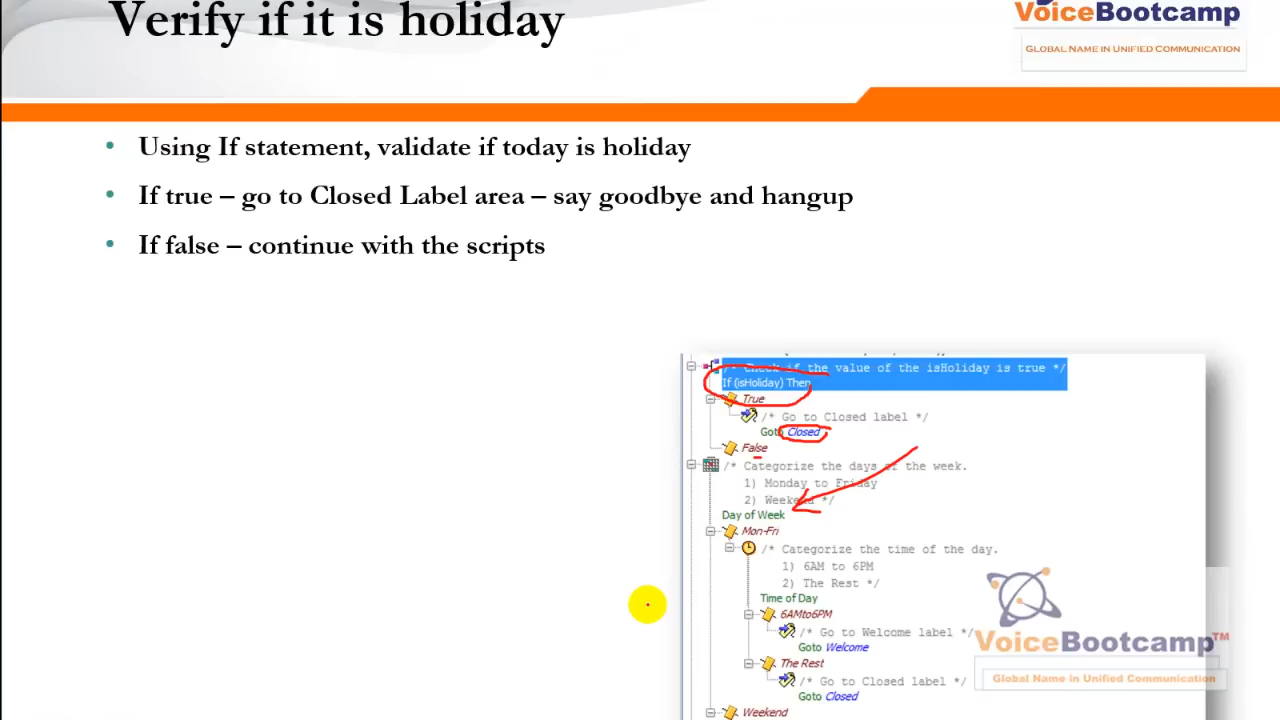 Verify if it is holiday
VoiceBootcamp
GLOBAL NAME IN UNIFIED COMMUNICATION
• Using If statement, validate if today is holiday
• If true – go to Closed Label area – say goodbye and hangup
• If false – continue with the scripts
/* Check if the value of the isHoliday is true */
If (isHoliday) Then
True
/* Go to Closed label */
Goto Closed
False
/* Categorize the days of the week.
1) Monday to Friday
2) Weekend */
Day of Week
Mon-Fri
/* Categorize the time of the day.
1) 6AM to 6PM
2) The Rest */
Time of Day
6AMto6PM
/* Go to Welcome label */
Goto Welcome
The Rest
/* Go to Closed label */
Goto Closed
Weekend
VoiceBootcamp™
Global Name in Unified Communication